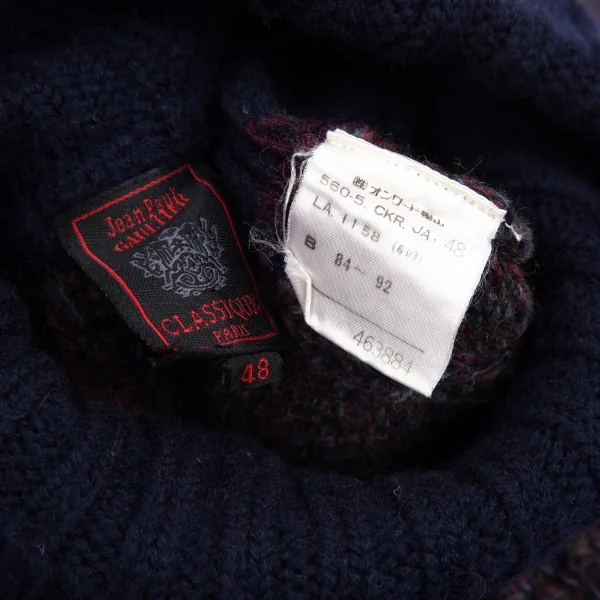 Jean Paul
GAULTIER
CLASSIQUE
PARIS
48
㈱オンワード樫山
560-5. CKR. JA. 48
LA. 1158 (603)
B 84~92
463884